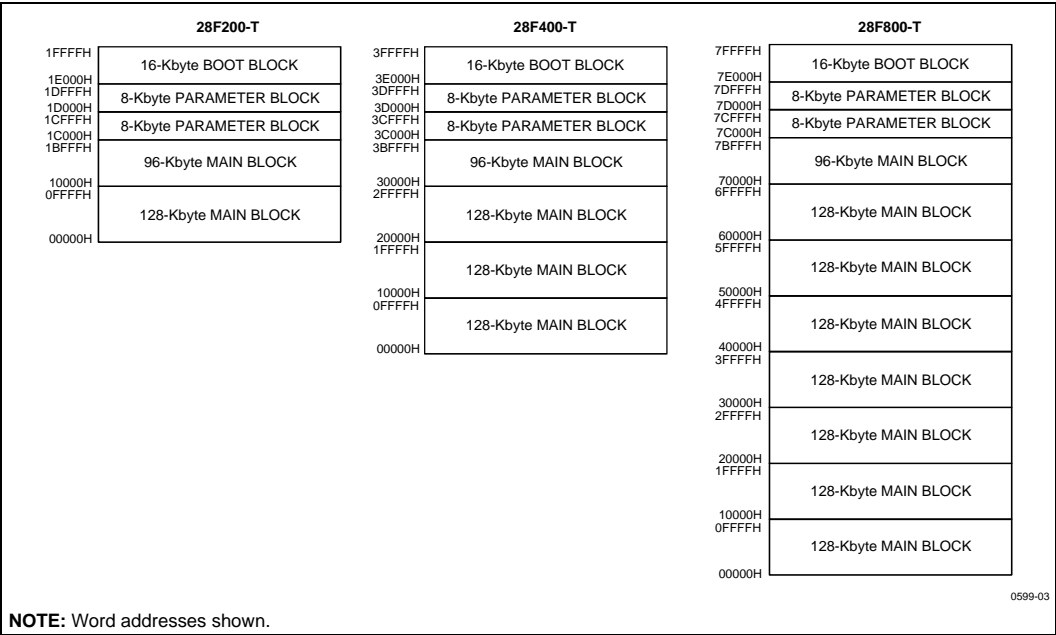 28F200-T
1FFFFH
16-Kbyte BOOT BLOCK
1E000H
1DFFFH
8-Kbyte PARAMETER BLOCK
1D000H
1CFFFH
8-Kbyte PARAMETER BLOCK
1C000H
1BFFFH
96-Kbyte MAIN BLOCK
10000H
0FFFFH
128-Kbyte MAIN BLOCK
00000H
28F400-T
3FFFFH
16-Kbyte BOOT BLOCK
3E000H
3DFFFH
8-Kbyte PARAMETER BLOCK
3D000H
3CFFFH
8-Kbyte PARAMETER BLOCK
3C000H
3BFFFH
96-Kbyte MAIN BLOCK
30000H
2FFFFH
128-Kbyte MAIN BLOCK
20000H
1FFFFH
128-Kbyte MAIN BLOCK
10000H
0FFFFH
128-Kbyte MAIN BLOCK
00000H
28F800-T
7FFFFH
16-Kbyte BOOT BLOCK
7E000H
7DFFFH
8-Kbyte PARAMETER BLOCK
7D000H
7CFFFH
8-Kbyte PARAMETER BLOCK
7C000H
7BFFFH
96-Kbyte MAIN BLOCK
70000H
6FFFFH
128-Kbyte MAIN BLOCK
60000H
5FFFFH
128-Kbyte MAIN BLOCK
50000H
4FFFFH
128-Kbyte MAIN BLOCK
40000H
3FFFFH
128-Kbyte MAIN BLOCK
30000H
2FFFFH
128-Kbyte MAIN BLOCK
20000H
1FFFFH
128-Kbyte MAIN BLOCK
10000H
0FFFFH
128-Kbyte MAIN BLOCK
00000H
0599-03
NOTE: Word addresses shown.